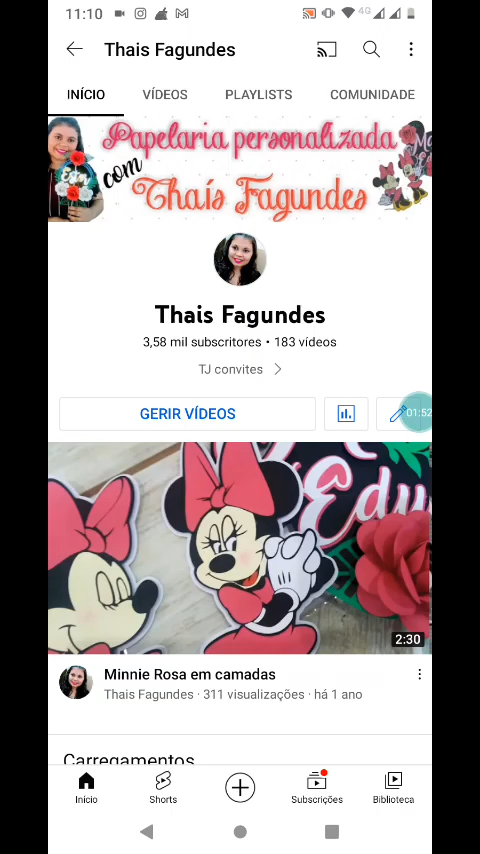 11:10
4G
Thais Fagundes
INÍCIO
VÍDEOS
PLAYLISTS
COMUNIDADE
Papelaria personalizada
com
Thaís Fagundes
Thais Fagundes
3,58 mil subscritores • 183 vídeos
TJ convites
GERIR VÍDEOS
01:52
Edu
2:30
Minnie Rosa em camadas
Thais Fagundes · 311 visualizações · há 1 ano
Carregamentos
Início
Shorts
Subscrições
Biblioteca